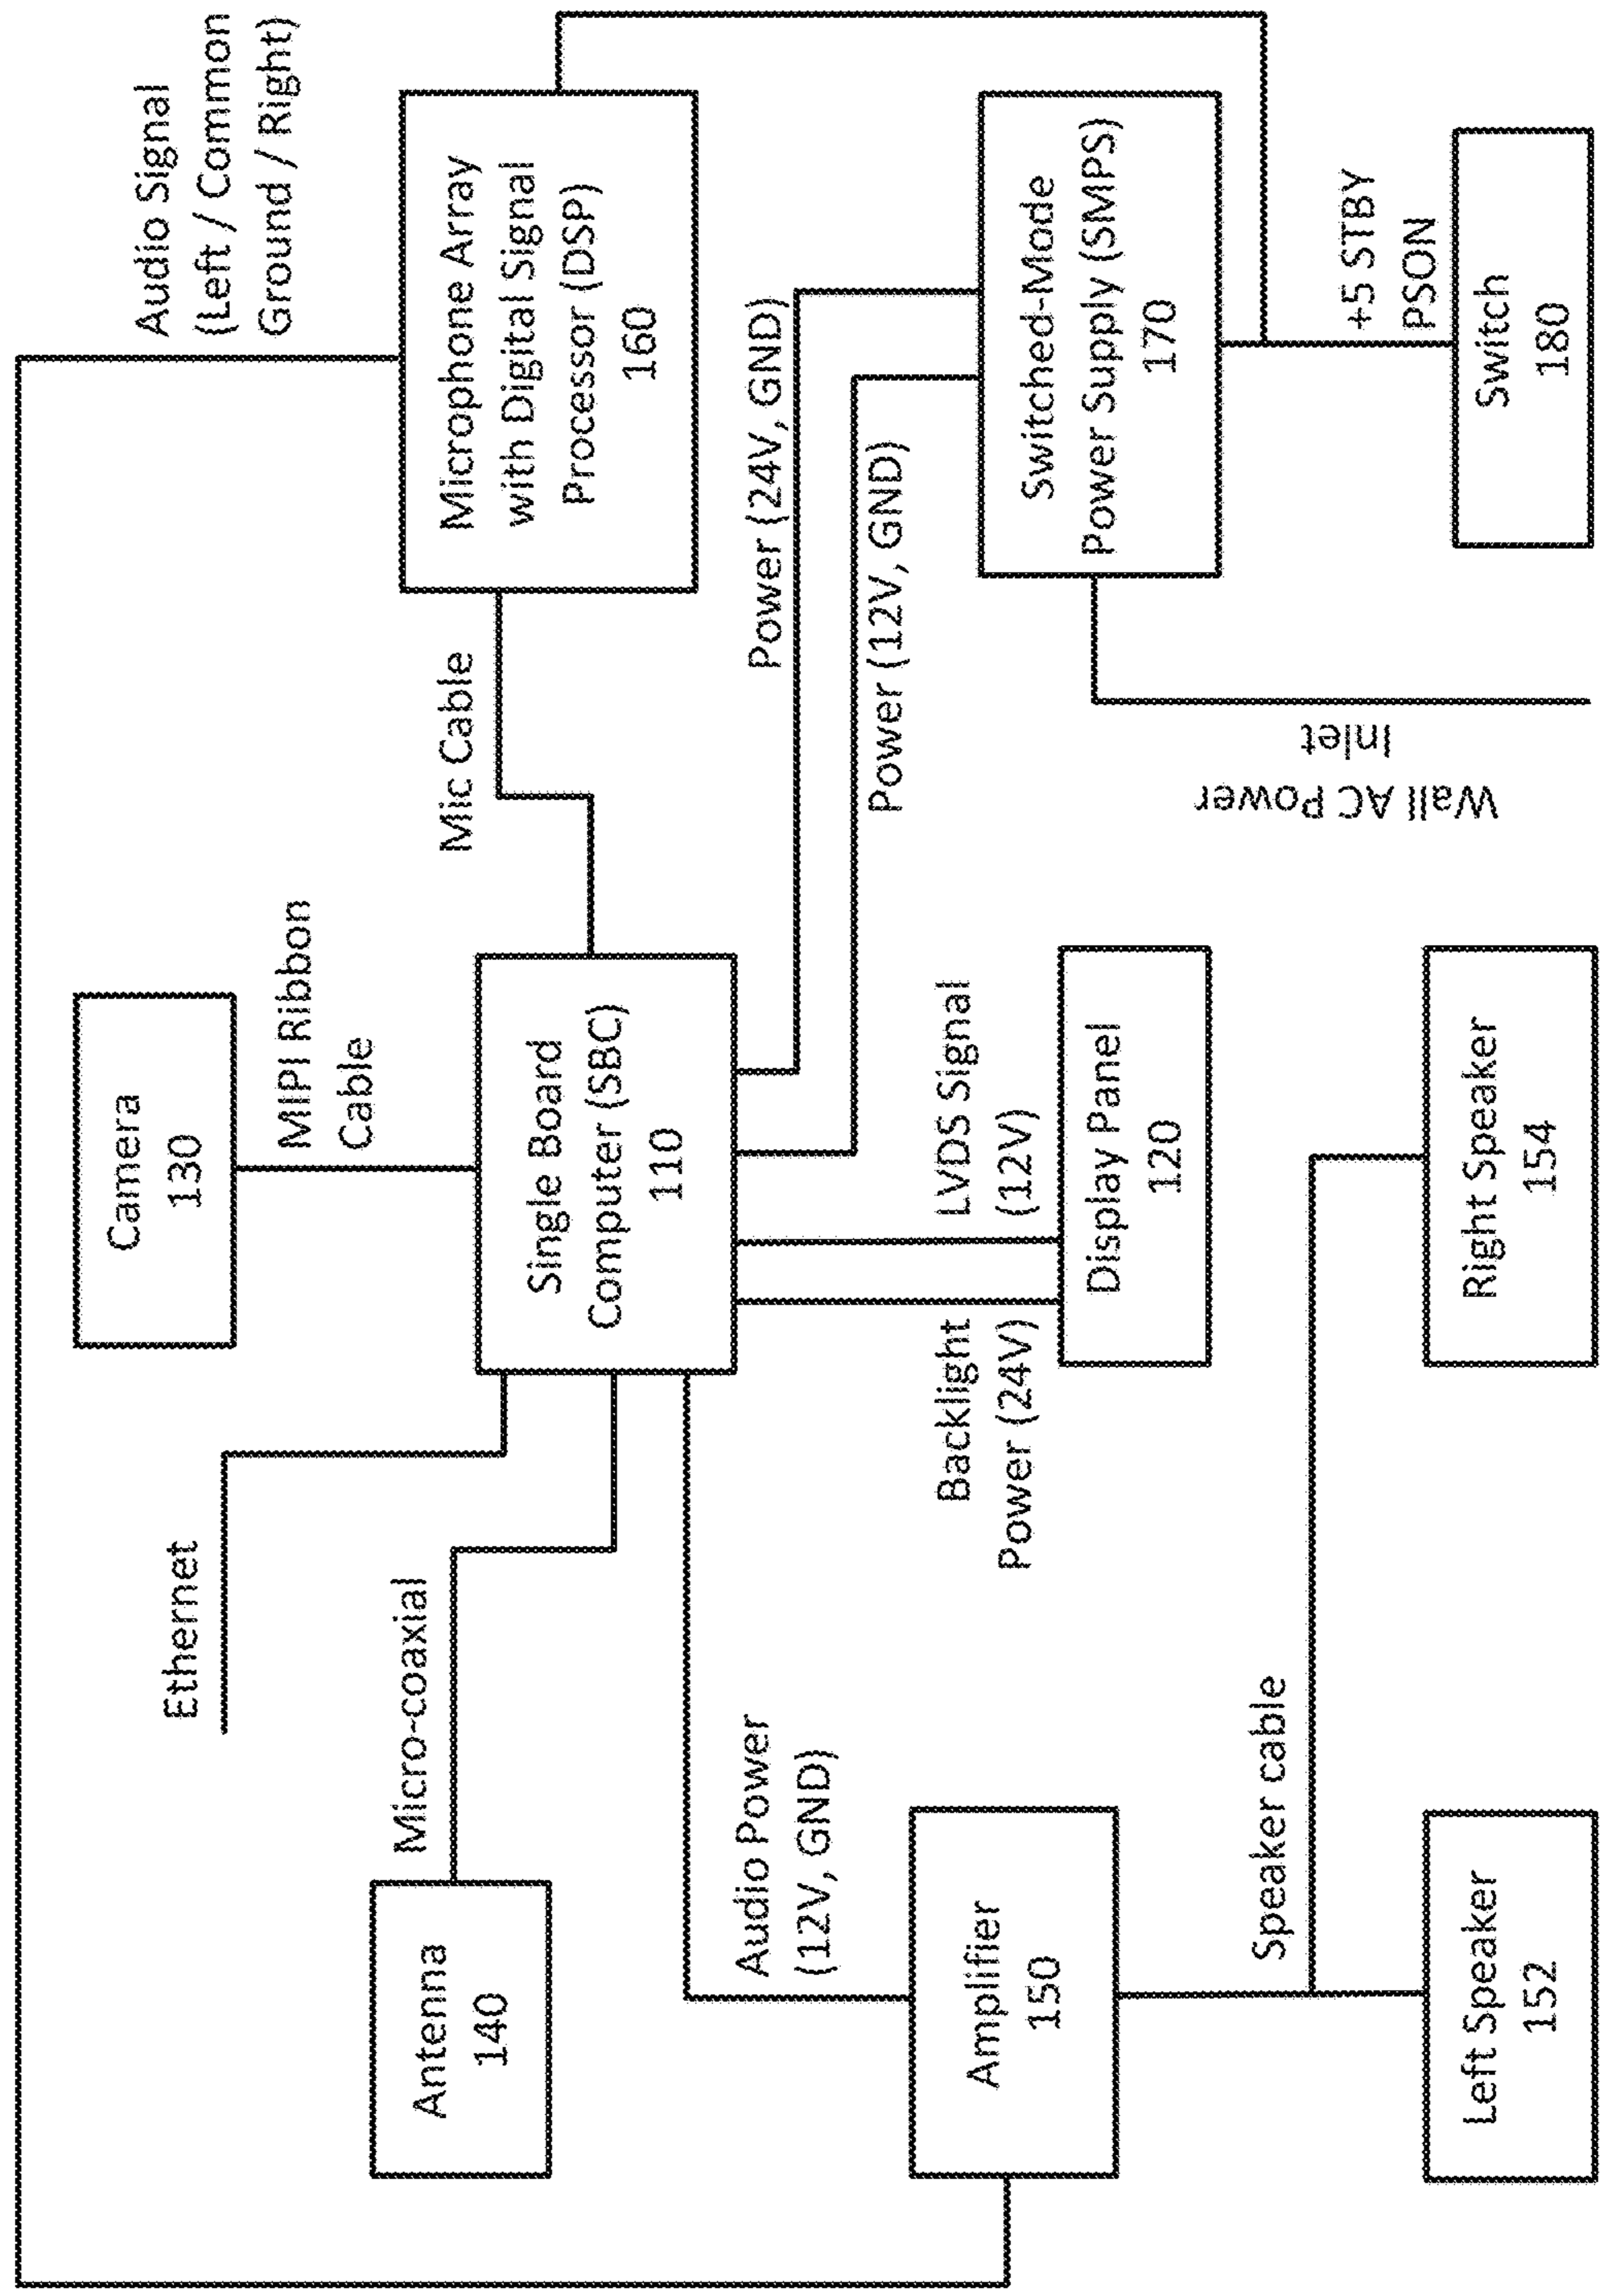 Audio Signal
(Left / Common
Ground / Right)
Camera
130
MIPI Ribbon
Cable
Ethernet
Micro-coaxial
Antenna
140
Single Board
Computer (SBC)
110
Mic Cable
Microphone Array
with Digital Signal
Processor (DSP)
160
Audio Power
(12V, GND)
Power (24V, GND)
Power (12V, GND)
Backlight
Power (24V)
LVDS Signal
(12V)
Amplifier
150
Display Panel
120
Switched-Mode
Power Supply (SMPS)
170
Wall AC Power
Inlet
Speaker cable
+5 STBY
PSON
Left Speaker
152
Right Speaker
154
Switch
180